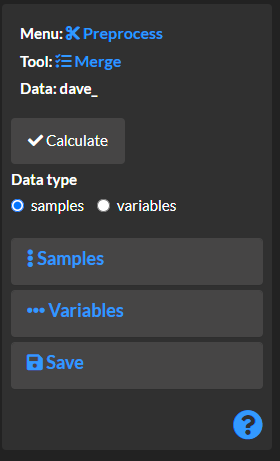 Menu: Preprocess
Tool: Merge
Data: dave_
Calculate
Data type
samples variables
Samples
Variables
Save
?